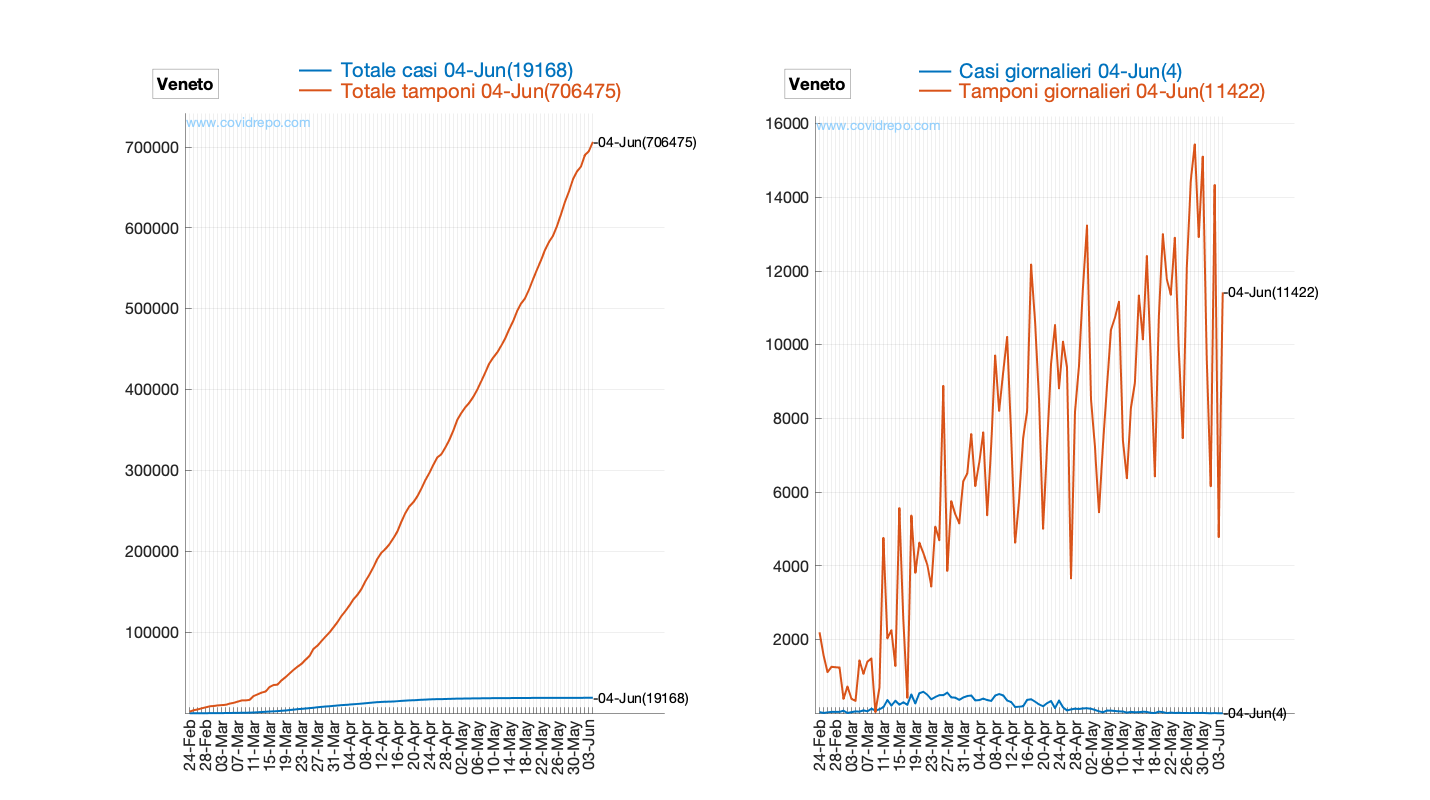 Veneto
Totale casi 04-Jun(19168)
Totale tamponi 04-Jun(706475)
www.covidrepo.com
700000
600000
500000
400000
300000
200000
100000
04-Jun(706475)
04-Jun(19168)
24-Feb
28-Feb
03-Mar
07-Mar
11-Mar
15-Mar
19-Mar
23-Mar
27-Mar
31-Mar
04-Apr
08-Apr
12-Apr
16-Apr
20-Apr
24-Apr
28-Apr
02-May
06-May
10-May
14-May
18-May
22-May
26-May
30-May
03-Jun
Veneto
Casi giornalieri 04-Jun(4)
Tamponi giornalieri 04-Jun(11422)
www.covidrepo.com
16000
14000
12000
10000
8000
6000
4000
2000
04-Jun(11422)
04-Jun(4)
24-Feb
28-Feb
03-Mar
07-Mar
11-Mar
15-Mar
19-Mar
23-Mar
27-Mar
31-Mar
04-Apr
08-Apr
12-Apr
16-Apr
20-Apr
24-Apr
28-Apr
02-May
06-May
10-May
14-May
18-May
22-May
26-May
30-May
03-Jun